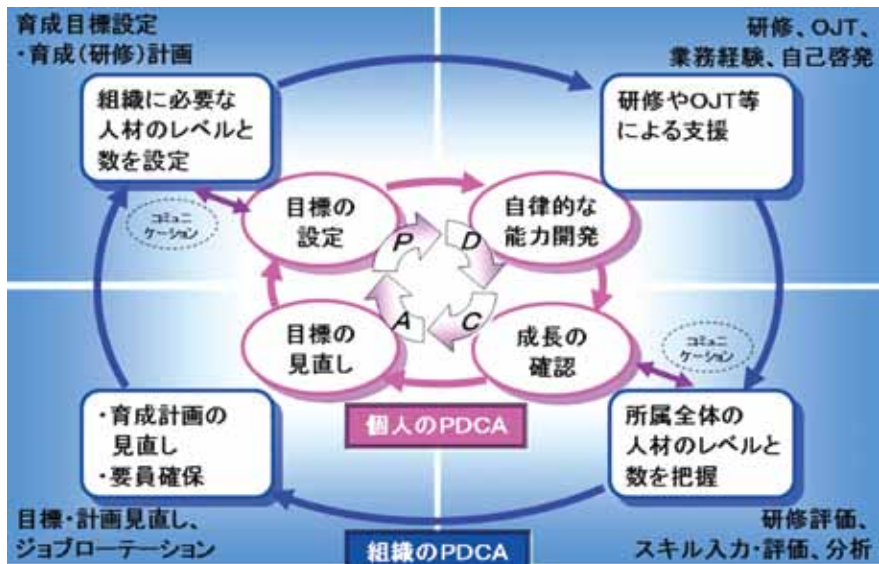 育成目標設定
・育成(研修)計画
研修、OJT、
業務経験、自己啓発
組織に必要な
人材のレベルと
数を設定
研修やOJT等
による支援
コミュニ
ケーション
目標の
設定
自律的な
能力開発
P
D
A
C
目標の
見直し
成長の
確認
コミュニ
ケーション
・育成計画の
見直し
・要員確保
個人のPDCA
所属全体の
人材のレベルと
数を把握
目標・計画見直し、
ジョブローテーション
組織のPDCA
研修評価、
スキル入力・評価、分析